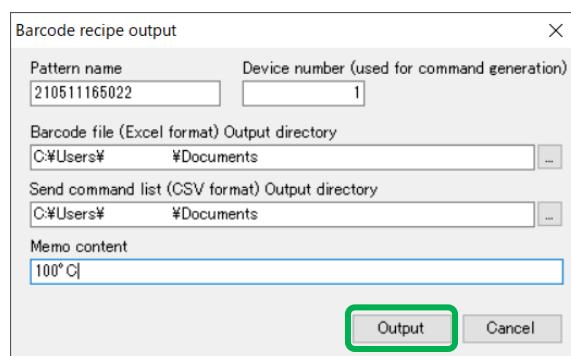 Barcode recipe output
Pattern name
Device number (used for command generation)
210511165022
1
Barcode file (Excel format) Output directory
C:¥Users¥ ¥Documents
...
Send command list (CSV format) Output directory
C:¥Users¥ ¥Documents
...
Memo content
100°C
Output
Cancel